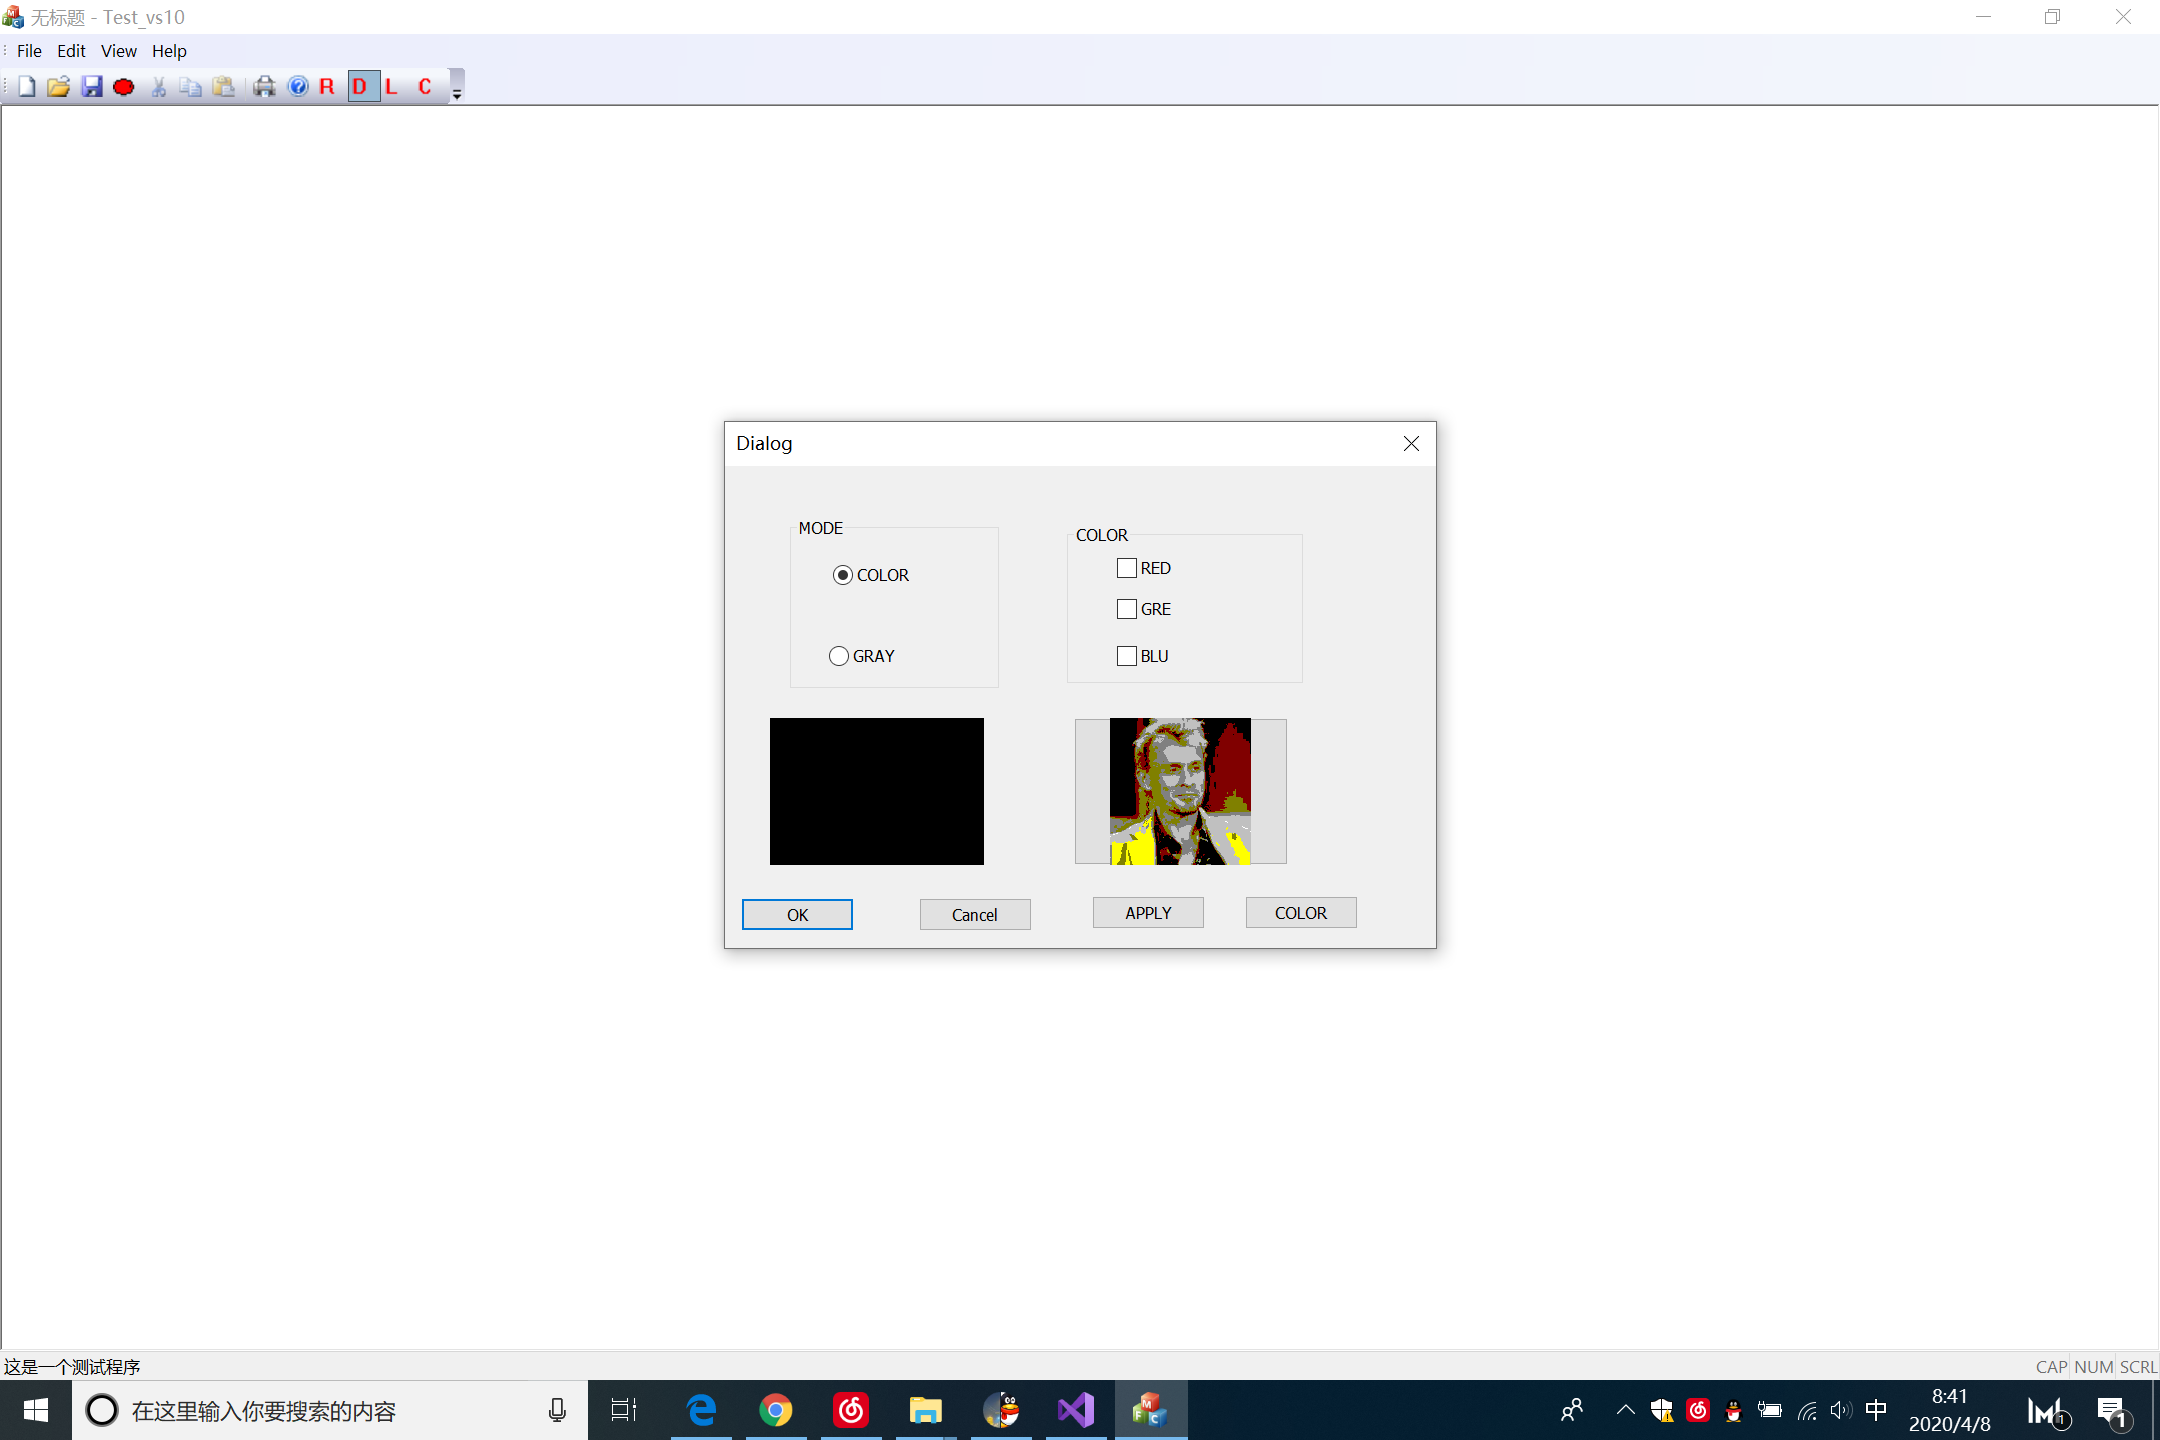 无标题 - Test_vs10
File Edit View Help
R D L C
Dialog
MODE
COLOR
GRAY
COLOR
RED
GRE
BLU
OK Cancel APPLY COLOR
这是一个测试程序
CAP NUM SCRL
在这里输入你要搜索的内容
中
8:41
2020/4/8
1
1